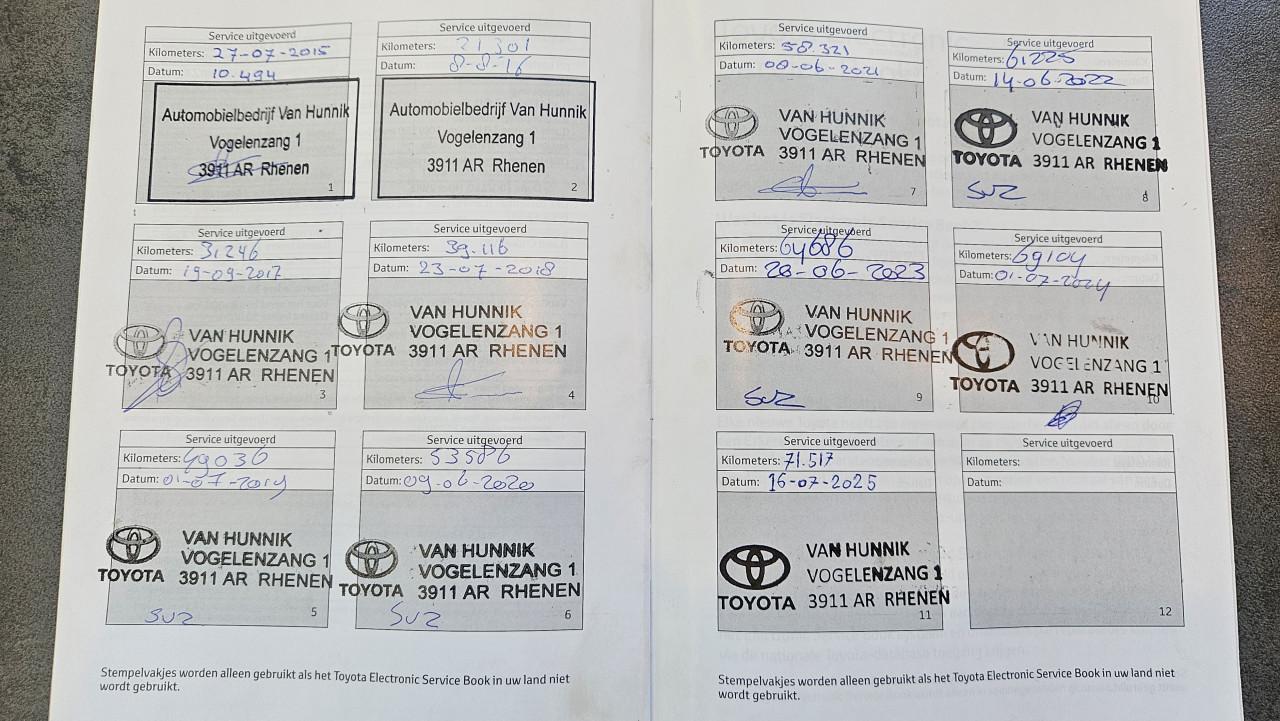 Service uitgevoerd
Kilometers: 27-07-2015
Datum: 10.494
Automobielbedrijf Van Hunnik
Vogelenzang 1
3911 AR Rhenen
1
Service uitgevoerd
Kilometers: 21301
Datum: 8-8-16
Automobielbedrijf Van Hunnik
Vogelenzang 1
3911 AR Rhenen
2
Service uitgevoerd
Kilometers: 31246
Datum: 19-09-2017
TOYOTA
VAN HUNNIK
VOGELENZANG 1
3911 AR RHENEN
3
Service uitgevoerd
Kilometers: 39.116
Datum: 23-07-2018
TOYOTA
VAN HUNNIK
VOGELENZANG 1
3911 AR RHENEN
4
Service uitgevoerd
Kilometers: 49036
Datum: 01-07-2019
TOYOTA
VAN HUNNIK
VOGELENZANG 1
3911 AR RHENEN
SUZ
5
Service uitgevoerd
Kilometers: 53586
Datum: 09-06-2020
TOYOTA
VAN HUNNIK
VOGELENZANG 1
3911 AR RHENEN
SUZ
6
Stempelvakjes worden alleen gebruikt als het Toyota Electronic Service Book in uw land niet
wordt gebruikt.
Service uitgevoerd
Kilometers: 58.321
Datum: 08-06-2021
TOYOTA
VAN HUNNIK
VOGELENZANG 1
3911 AR RHENEN
7
Service uitgevoerd
Kilometers: 61225
Datum: 14-06-2022
TOYOTA
VAN HUNNIK
VOGELENZANG 1
3911 AR RHENEN
SUZ
8
Service uitgevoerd
Kilometers: 64686
Datum: 20-06-2023
TOYOTA
VAN HUNNIK
VOGELENZANG 1
3911 AR RHENEN
SUZ
9
Service uitgevoerd
Kilometers: 69104
Datum: 01-07-2024
TOYOTA
VAN HUNNIK
VOGELENZANG 1
3911 AR RHENEN
10
Service uitgevoerd
Kilometers: 71.517
Datum: 16-07-2025
TOYOTA
VAN HUNNIK
VOGELENZANG 1
3911 AR RHENEN
11
Service uitgevoerd
Kilometers:
Datum:
12
Stempelvakjes worden alleen gebruikt als het Toyota Electronic Service Book in uw land niet
wordt gebruikt.